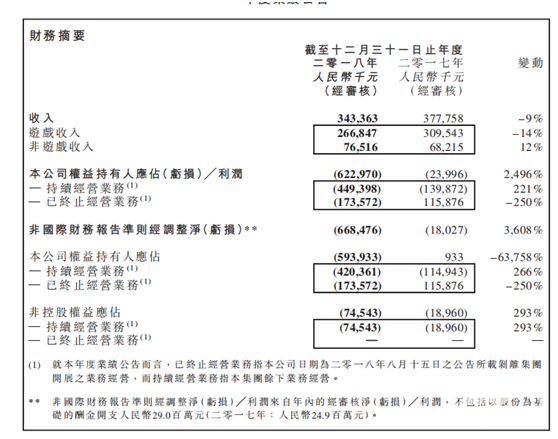 財務摘要
截至十二月三十一日止年度
二零一八年 二零一七年 變動
人民幣千元 人民幣千元
(經審核) (經審核)
收入 343,363 377,758 −9%
遊戲收入 266,847 309,543 −14%
非遊戲收入 76,516 68,215 12%
本公司權益持有人應佔(虧損)／利潤 (622,970) (23,996) 2,496%
— 持續經營業務(1) (449,398) (139,872) 221%
— 已終止經營業務(1) (173,572) 115,876 −250%
非國際財務報告準則經調整淨(虧損)** (668,476) (18,027) 3,608%
本公司權益持有人應佔 (593,933) 933 −63,758%
— 持續經營業務(1) (420,361) (114,943) 266%
— 已終止經營業務(1) (173,572) 115,876 −250%
非控股權益應佔 (74,543) (18,960) 293%
— 持續經營業務(1) (74,543) (18,960) 293%
— 已終止經營業務(1) — — —
(1) 就本年度業績公告而言，已終止經營業務指本公司日期為二零一八年八月十五日之公告所載剝離集團
開展之業務經營，而持續經營業務指本集團餘下業務經營。
** 非國際財務報告準則經調整淨(虧損)／利潤來自年內的經審核淨(虧損)／利潤，不包括以股份為基
礎的酬金開支人民幣29.0百萬元(二零一七年：人民幣24.9百萬元)。